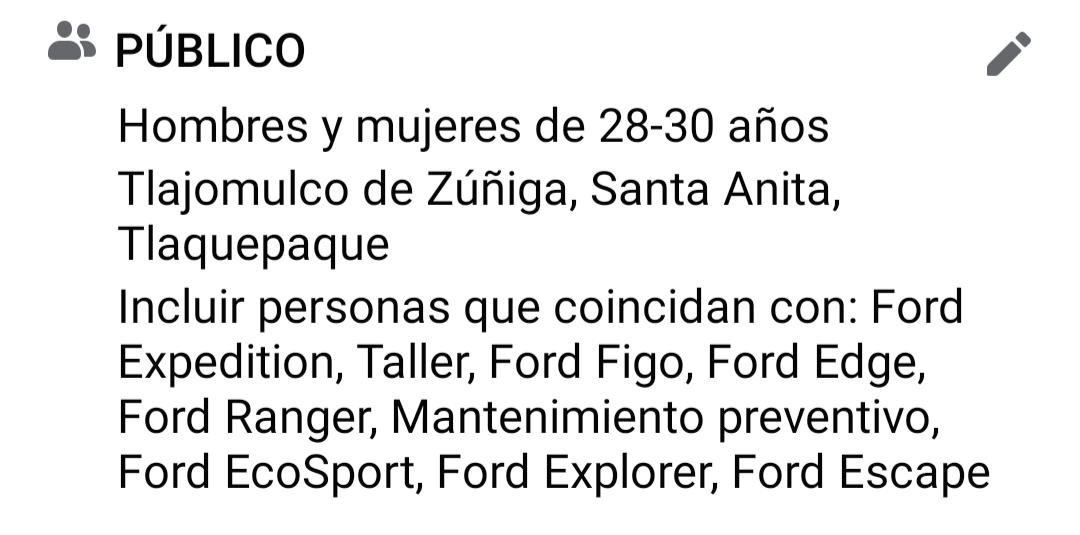 PÚBLICO
Hombres y mujeres de 28-30 años
Tlajomulco de Zúñiga, Santa Anita,
Tlaquepaque
Incluir personas que coincidan con: Ford
Expedition, Taller, Ford Figo, Ford Edge,
Ford Ranger, Mantenimiento preventivo,
Ford EcoSport, Ford Explorer, Ford Escape